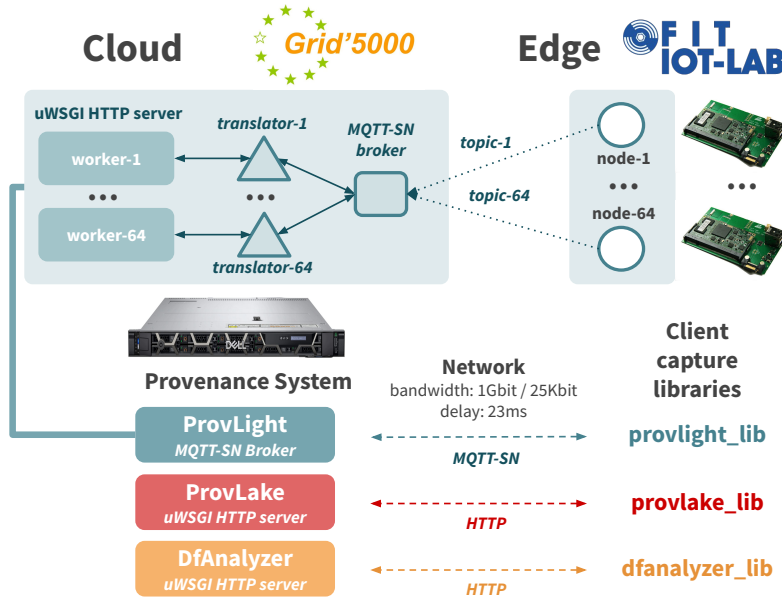 Cloud
Grid'5000
Edge
FIT
IOT-LAB
uWSGI HTTP server
translator-1
MQTT-SN
broker
topic-1
worker-1
node-1
•••
•••
•••
•••
topic-64
node-64
worker-64
translator-64
DELL
Provenance System
Network
bandwidth: 1Gbit / 25Kbit
delay: 23ms
Client
capture
libraries
ProvLight
MQTT-SN Broker
MQTT-SN
provlight_lib
ProvLake
uWSGI HTTP server
HTTP
provlake_lib
DfAnalyzer
uWSGI HTTP server
HTTP
dfanalyzer_lib